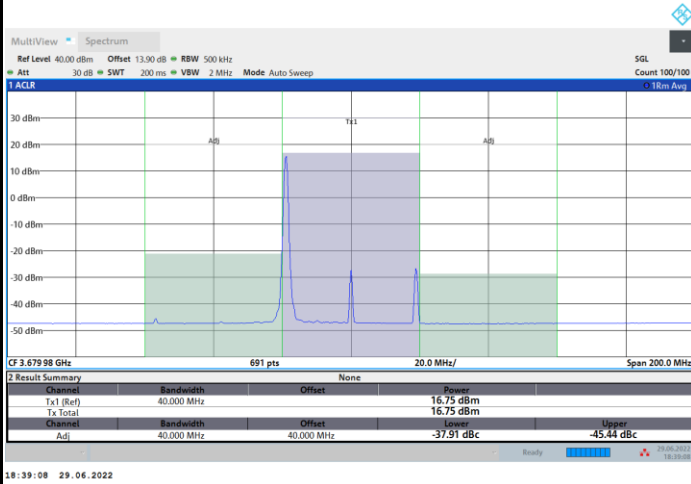 MultiView Spectrum
Ref Level 40.00 dBm Offset 13.90 dB RBW 500 kHz SGL
Att 30 dB SWT 200 ms VBW 2 MHz Mode Auto Sweep Count 100/100
1 ACLR 1Rm Avg
30 dBm
Tx1
20 dBm
Adj Adj
10 dBm
0 dBm
-10 dBm
-20 dBm
-30 dBm
-40 dBm
-50 dBm
CF 3.679 98 GHz 691 pts 20.0 MHz/ Span 200.0 MHz
2 Result Summary None
Channel Bandwidth Offset Power
Tx1 (Ref) 40.000 MHz 16.75 dBm
Tx Total 16.75 dBm
Channel Bandwidth Offset Lower Upper
Adj 40.000 MHz 40.000 MHz -37.91 dBc -45.44 dBc
Ready 29.06.2022
18:39:08
18:39:08 29.06.2022